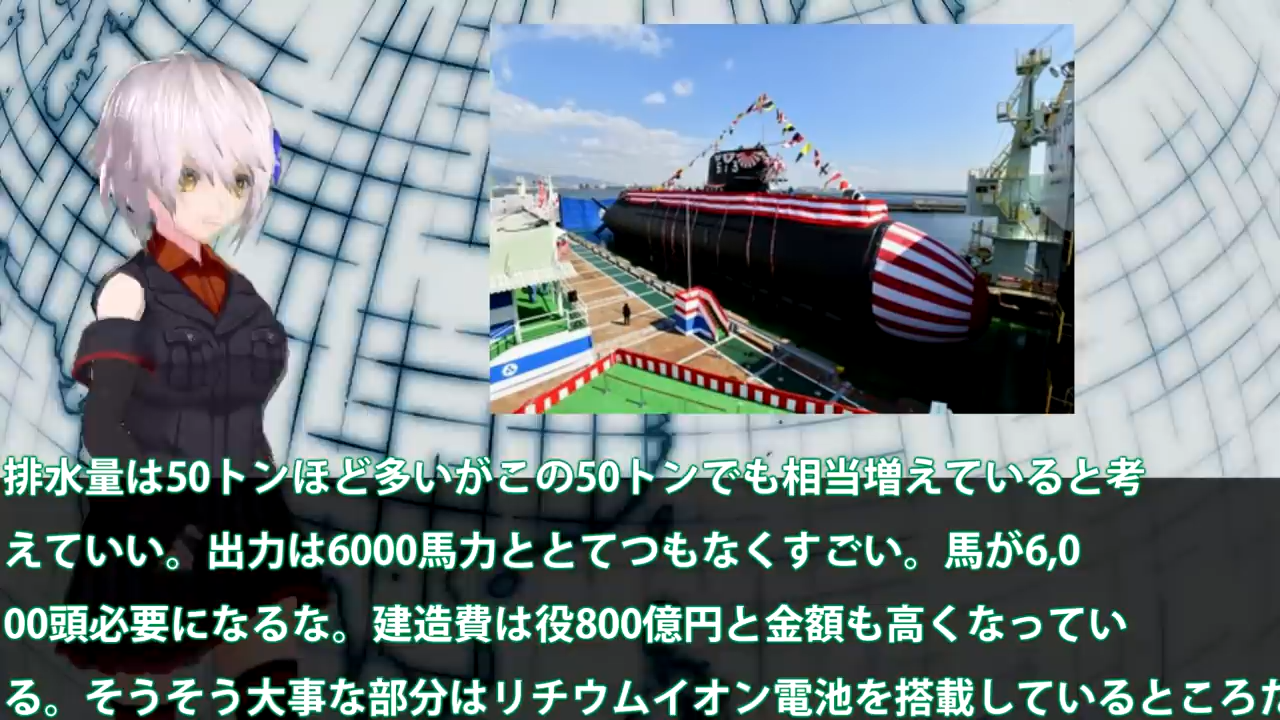 513
排水量は50トンほど多いがこの50トンでも相当増えていると考
えていい。出力は6000馬力ととてつもなくすごい。馬が6,0
00頭必要になるな。建造費は役800億円と金額も高くなってい
る。そうそう大事な部分はリチウムイオン電池を搭載しているところだ